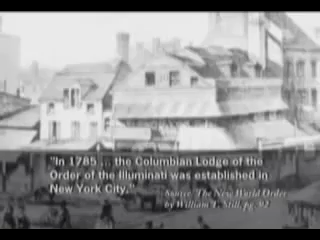 "In 1785 ... the Columbian Lodge of the
Order of the Illuminati was established in
New York City."
Source: The New World Order
by William T. Still, pg. 92